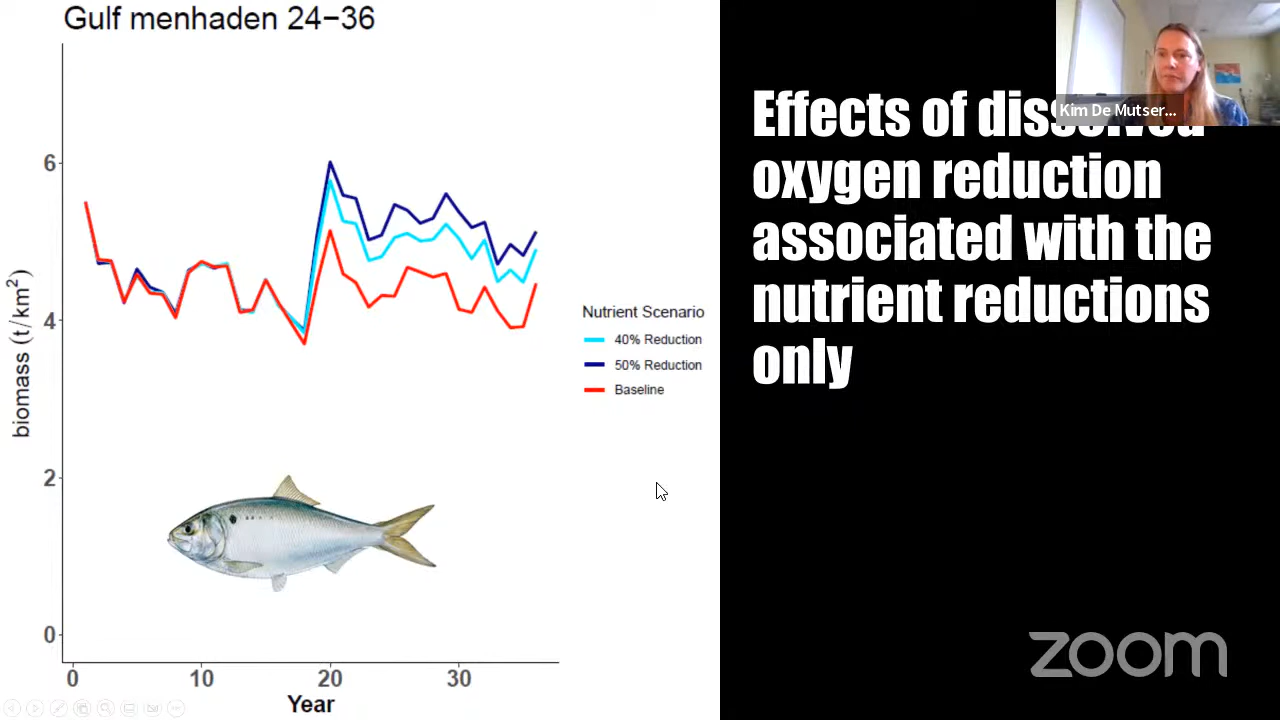 Gulf menhaden 24−36
Kim De Mutser...
Effects of dissolved
oxygen reduction
associated with the
nutrient reductions
only
biomass (t/km²)
6
4
2
0
Nutrient Scenario
40% Reduction
50% Reduction
Baseline
0 10 20 30
Year
zoom